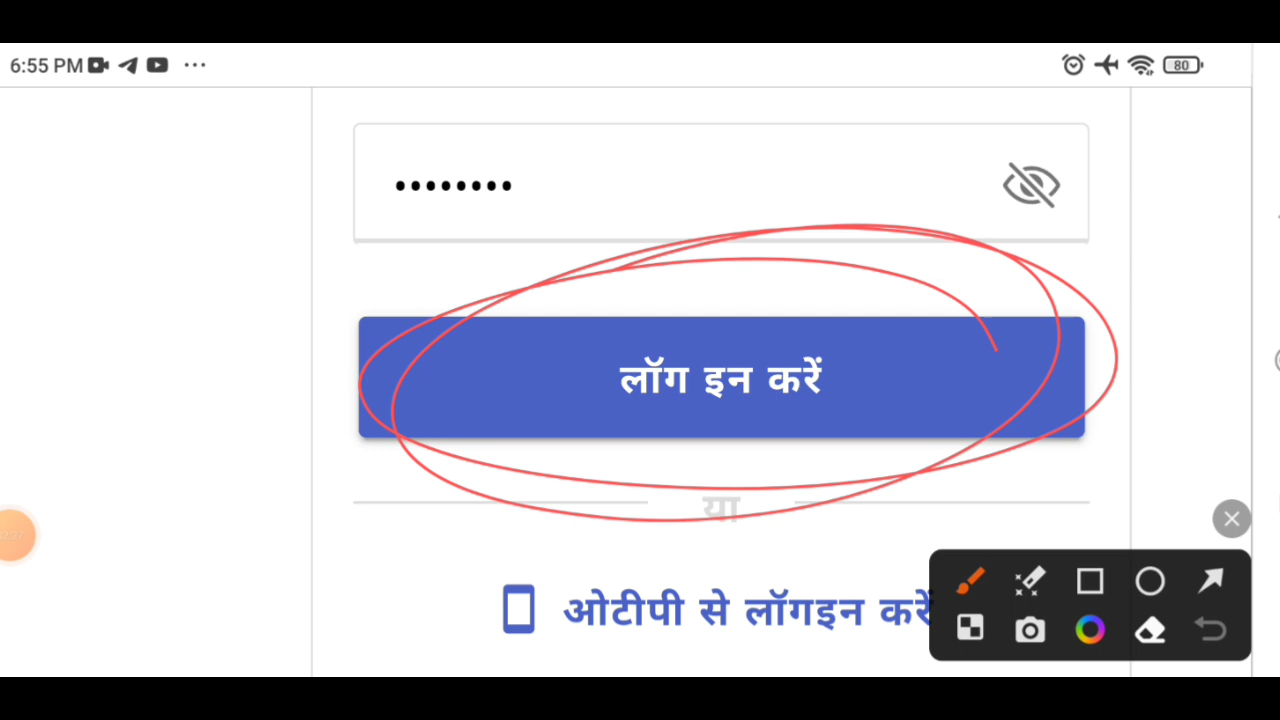 6:55 PM
80
••••••••
लॉग इन करें
या
ओटीपी से लॉगइन करें